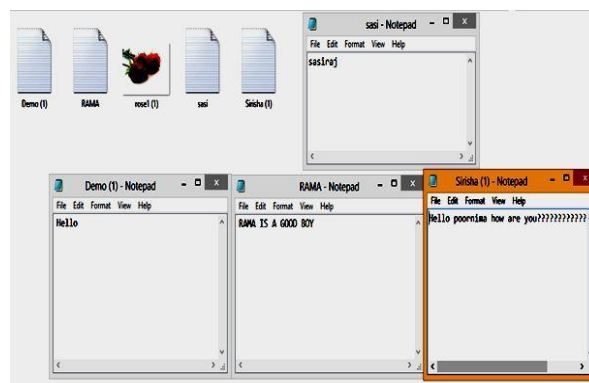 Demo (1)
RAMA
rose1 (1)
sasi
Sirisha (1)
sasi - Notepad
File Edit Format View Help
sasiraj
Demo (1) - Notepad
File Edit Format View Help
Hello
RAMA - Notepad
File Edit Format View Help
RAMA IS A GOOD BOY
Sirisha (1) - Notepad
File Edit Format View Help
Hello poornima how are you????????????